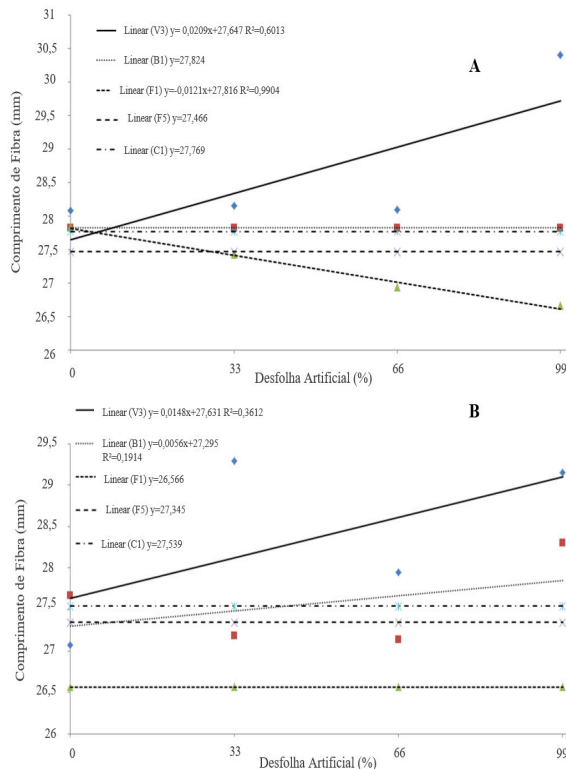 30,5
30
29,5
29
28,5
28
27,5
27
26,5
26
Comprimento de Fibra (mm)
Linear (V3) y= 0,0209x+27,647 R²=0,6013
Linear (B1) y=27,824
Linear (F1) y=-0,0121x+27,816 R²=0,9904
Linear (F5) y=27,466
Linear (C1) y=27,769
A
0
33
66
99
Desfolha Artificial (%)
Linear (V3) y= 0,0148x+27,631 R²=0,3612
Linear (B1) y=0,0056x+27,295
R²=0,1914
Linear (F1) y=26,566
Linear (F5) y=27,345
Linear (C1) y=27,539
B
29,5
29
28,5
28
27,5
27
26,5
26
Comprimento de Fibra (mm)
0
33
66
99
Desfolha Artificial (%)